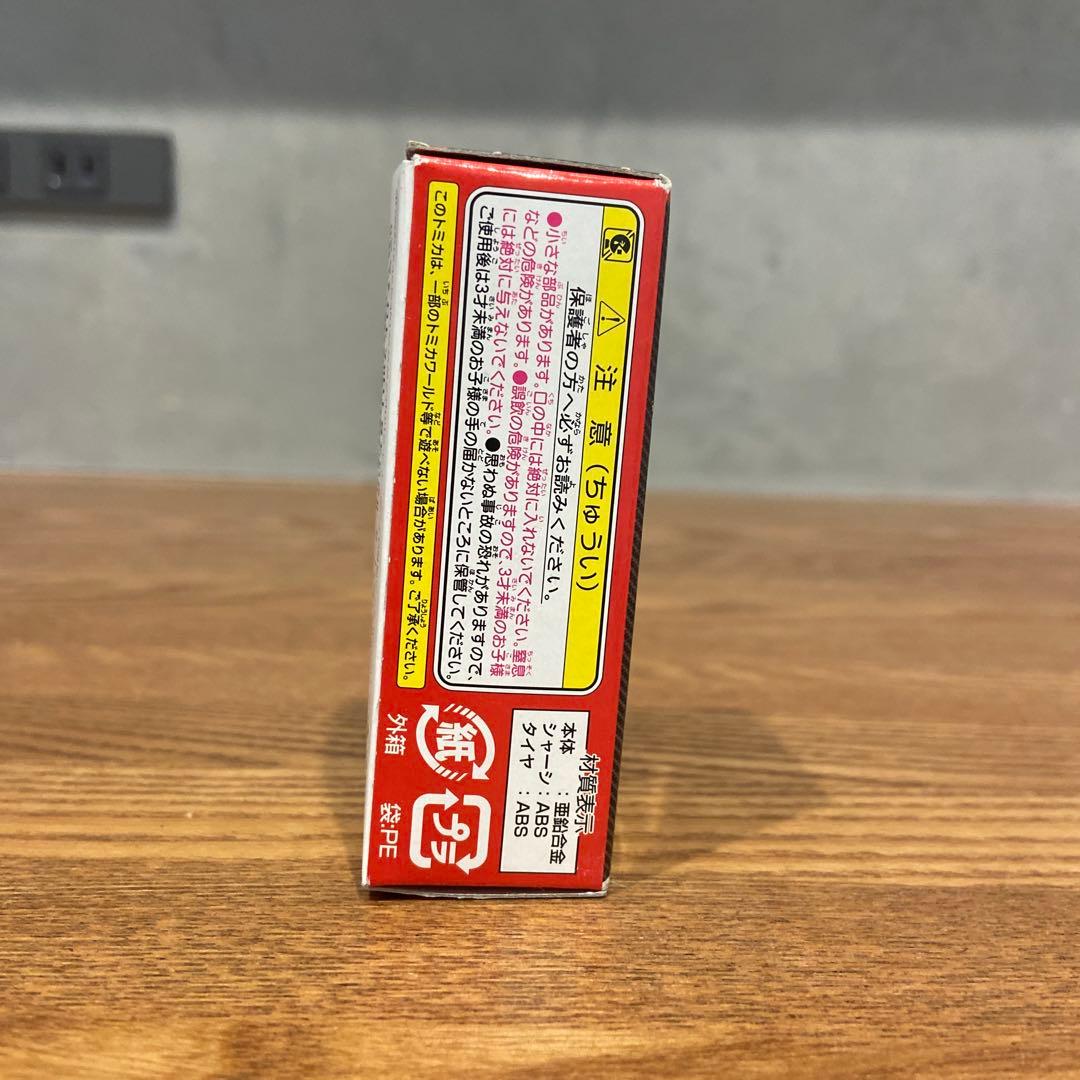 注意(ちゅうい)
保護者の方へ必ずお読みください。
●小さな部品があります。口の中には絶対に入れないでください。窒息
などの危険があります。●誤飲の危険がありますので、3才未満のお子様
には絶対に与えないでください。●思わぬ事故の恐れがありますので、
ご使用後は3才未満のお子様の手の届かないところに保管してください。
このトミカは、一部のトミカワールド等で遊べない場合があります。ご了承ください。
材質表示
本体:亜鉛合金
シャーシ:ABS
タイヤ:ABS
紙
外箱
プラ
袋:PE